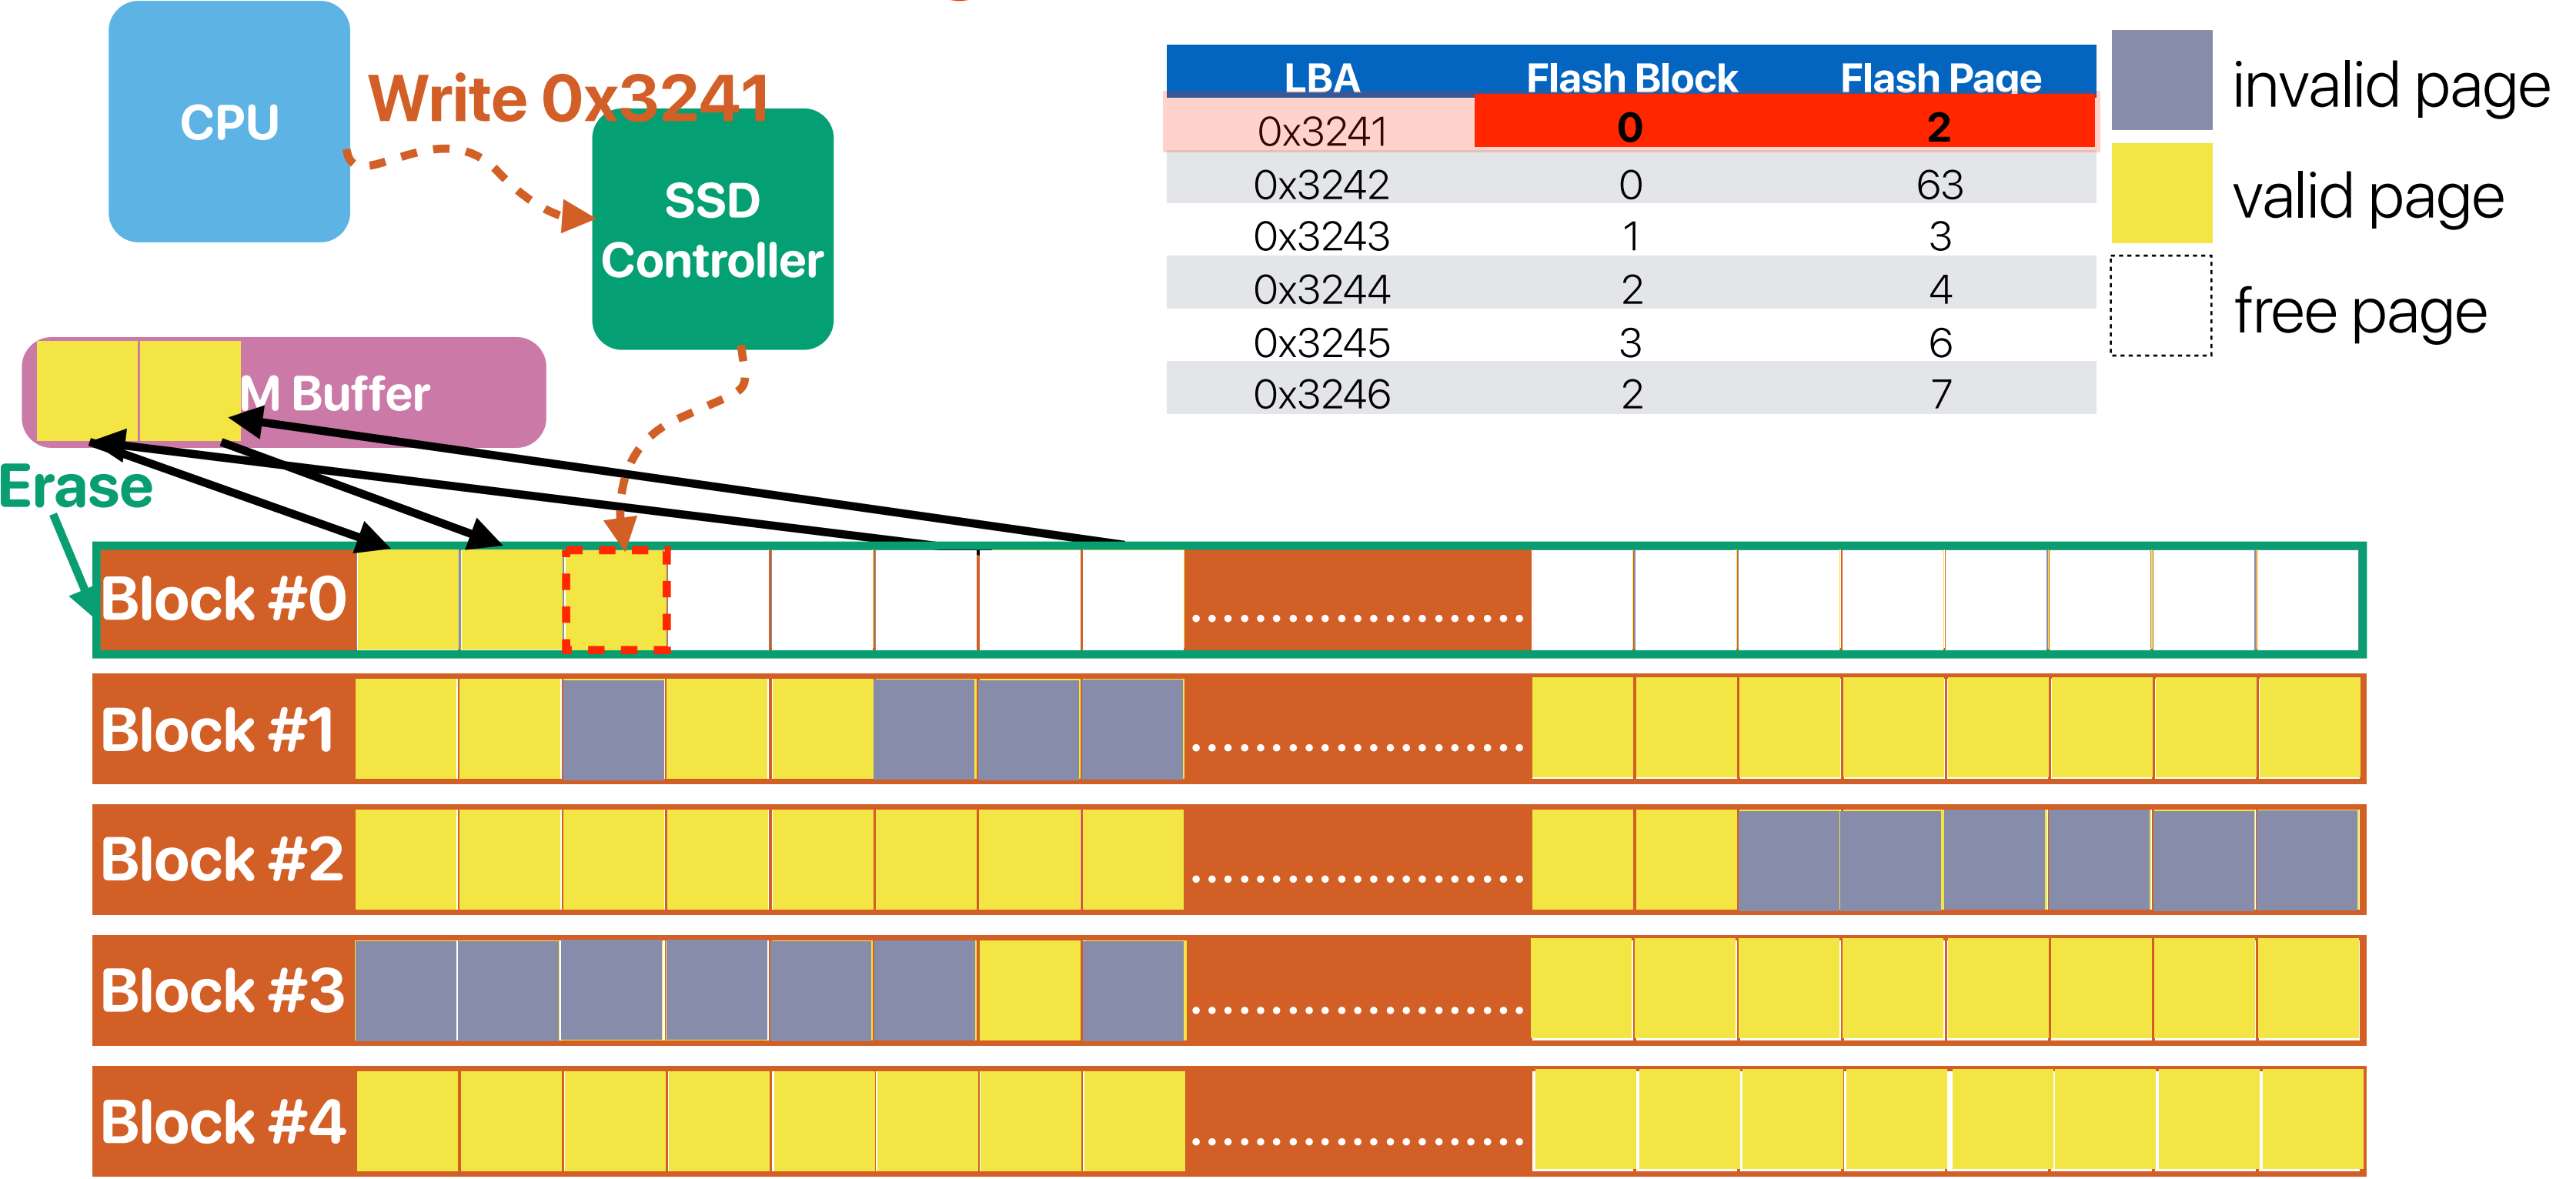 CPU
Write 0x3241
SSD
Controller
M Buffer
Erase
LBA Flash Block Flash Page
0x3241 0 2
0x3242 0 63
0x3243 1 3
0x3244 2 4
0x3245 3 6
0x3246 2 7
invalid page
valid page
free page
Block #0 ....................
Block #1 ....................
Block #2 ....................
Block #3 ....................
Block #4 ....................